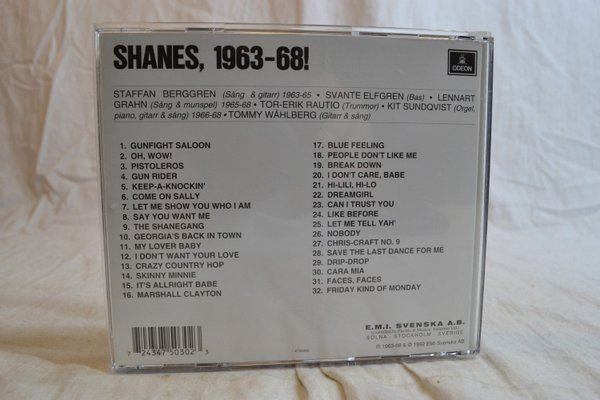 SHANES, 1963-68!
ODEON
STAFFAN BERGGREN (Sång & gitarr) 1963-65 • SVANTE ELFGREN (Bas) • LENNART
GRAHN (Sång & munspel) 1965-68 • TOR-ERIK RAUTIO (Trummor) • KIT SUNDQVIST (Orgel,
piano, gitarr & sång) 1966-68 • TOMMY WÅHLBERG (Gitarr & sång)
1. GUNFIGHT SALOON
2. OH, WOW!
3. PISTOLEROS
4. GUN RIDER
5. KEEP-A-KNOCKIN'
6. COME ON SALLY
7. LET ME SHOW YOU WHO I AM
8. SAY YOU WANT ME
9. THE SHANEGANG
10. GEORGIA'S BACK IN TOWN
11. MY LOVER BABY
12. I DON'T WANT YOUR LOVE
13. CRAZY COUNTRY HOP
14. SKINNY MINNIE
15. IT'S ALLRIGHT BABE
16. MARSHALL CLAYTON
17. BLUE FEELING
18. PEOPLE DON'T LIKE ME
19. BREAK DOWN
20. I DON'T CARE, BABE
21. HI-LILI, HI-LO
22. DREAMGIRL
23. CAN I TRUST YOU
24. LIKE BEFORE
25. LET ME TELL YAH'
26. NOBODY
27. CHRIS-CRAFT NO. 9
28. SAVE THE LAST DANCE FOR ME
29. DRIP-DROP
30. CARA MIA
31. FACES, FACES
32. FRIDAY KIND OF MONDAY
E.M.I. SVENSKA A.B.
SOLNA · STOCKHOLM · SVERIGE
℗ 1963-68 & © 1992 EMI Svenska AB
7 24347 50302 3